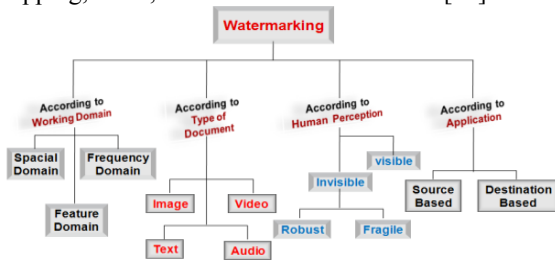 Watermarking
According to
Working Domain
According to
Type of
Document
According to
Human Perception
According to
Application
Spacial
Domain
Frequency
Domain
Feature
Domain
Image
Video
Text
Audio
visible
Invisible
Robust
Fragile
Source
Based
Destination
Based